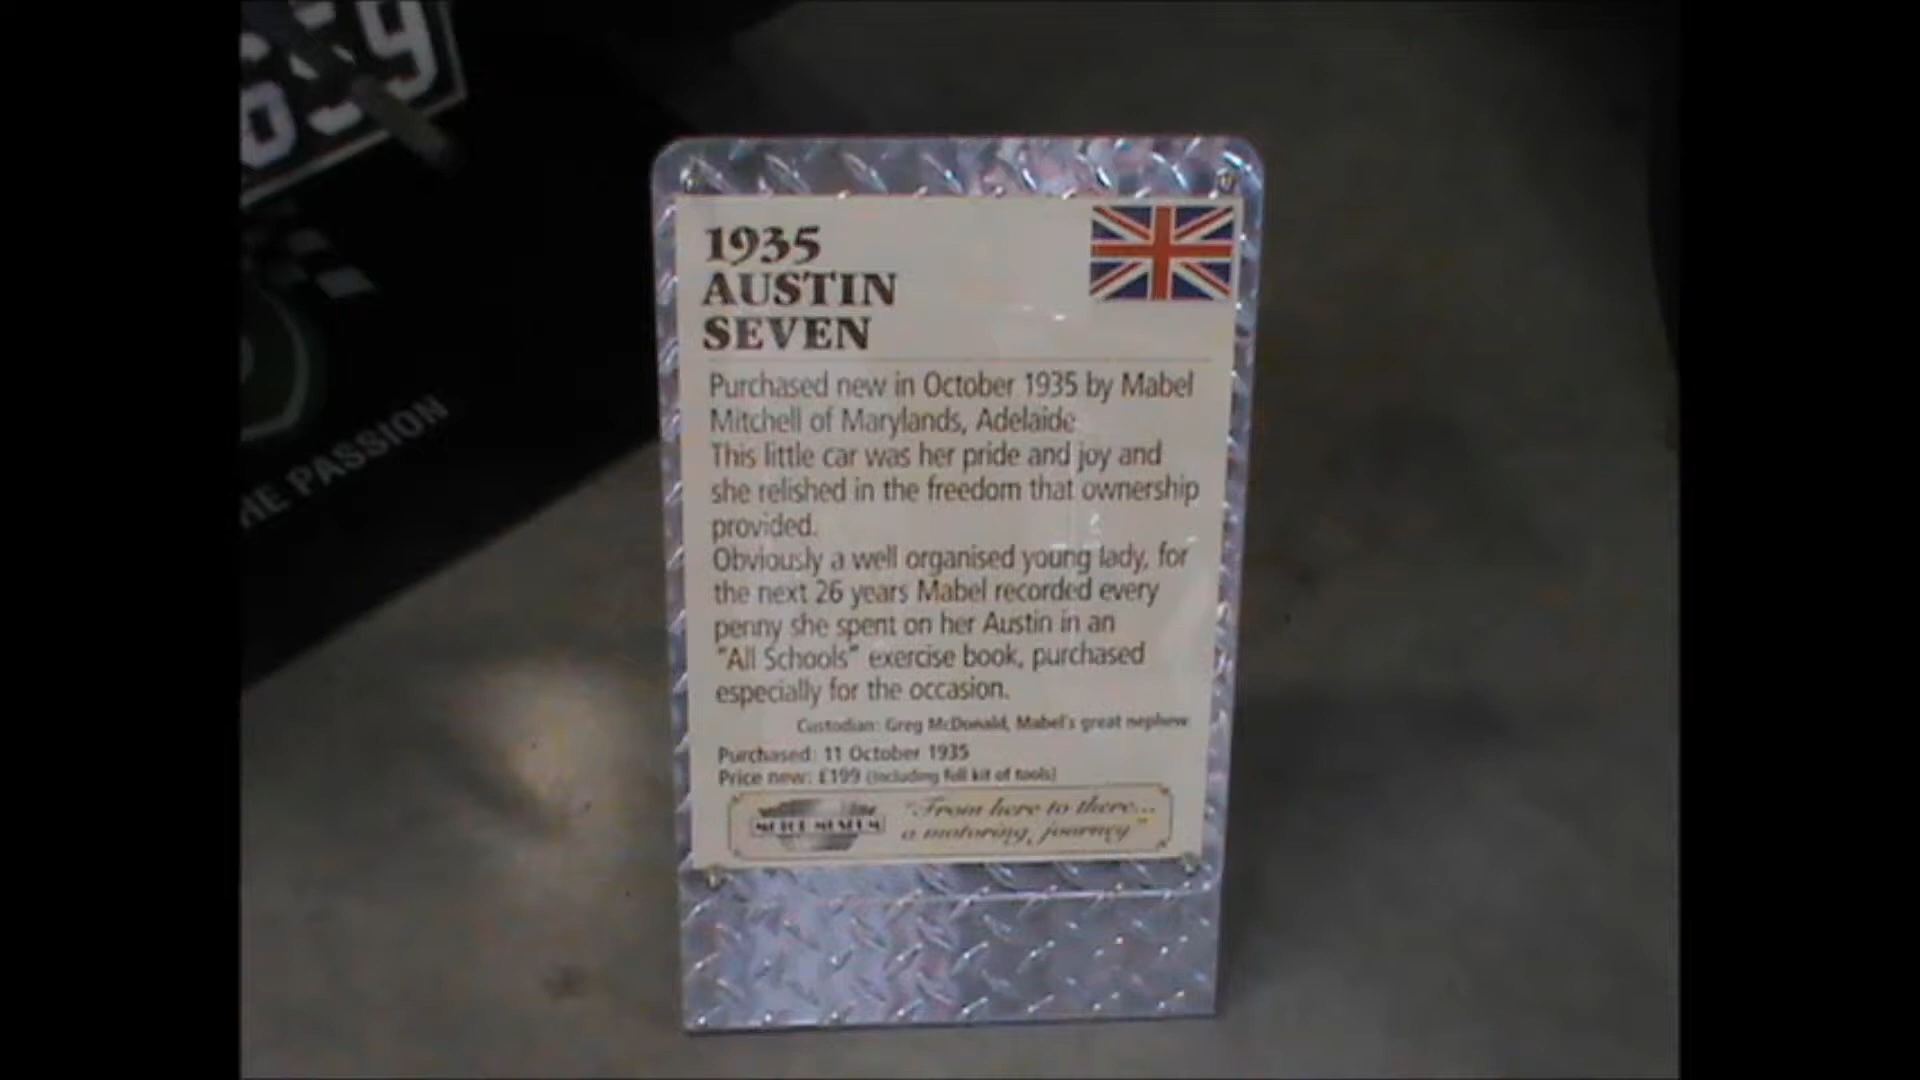 659
HE PASSION
1935
AUSTIN
SEVEN
Purchased new in October 1935 by Mabel
Mitchell of Marylands, Adelaide
This little car was her pride and joy and
she relished in the freedom that ownership
provided.
Obviously a well organised young lady, for
the next 26 years Mabel recorded every
penny she spent on her Austin in an
"All Schools" exercise book, purchased
especially for the occasion.
Custodian: Greg McDonald, Mabel's great nephew
Purchased: 11 October 1935
Price new: £199 (including full kit of tools)
MOTOR MUSEUM
"From here to there...
a motoring journey"